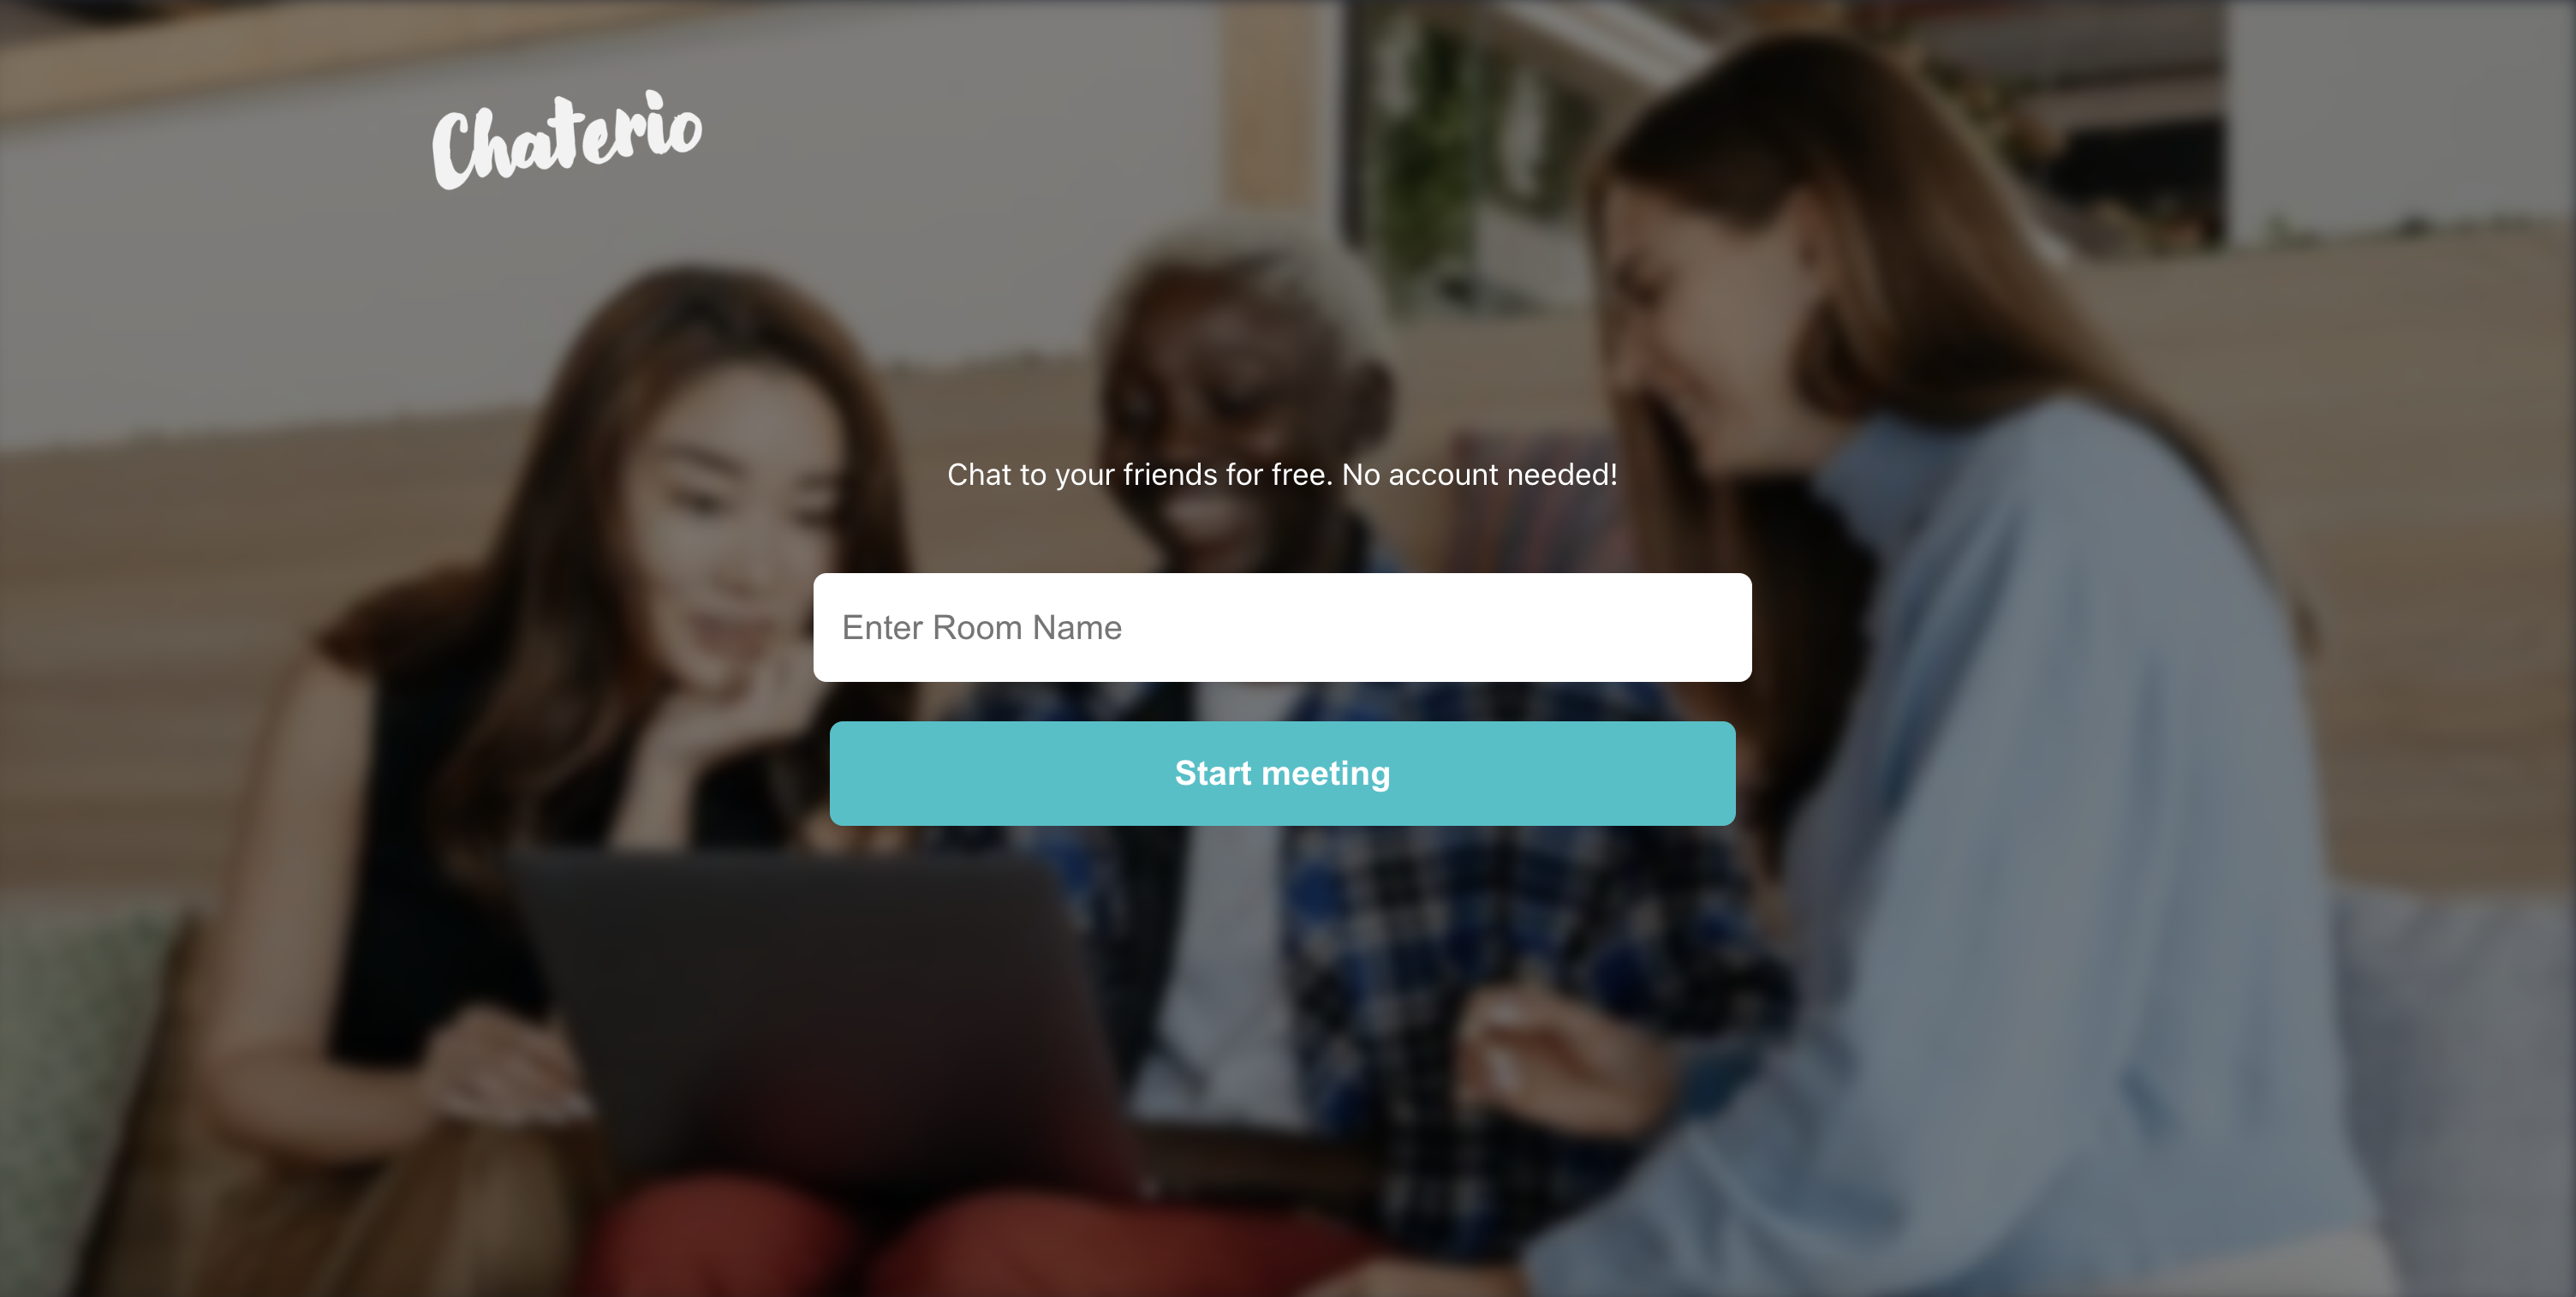 Chaterio
Chat to your friends for free. No account needed!
Enter Room Name
Start meeting